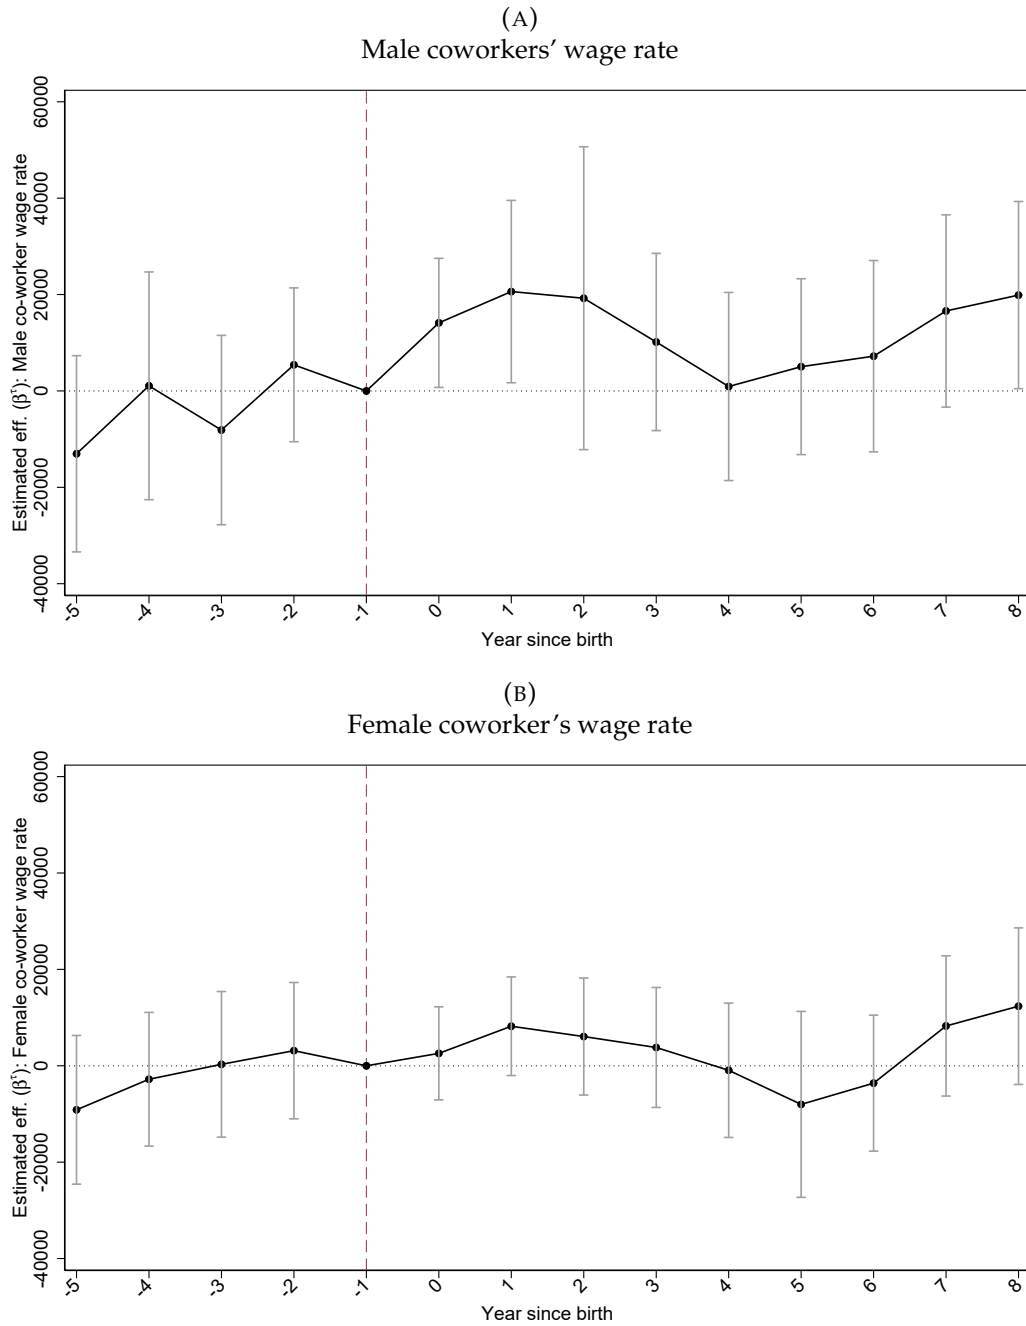 (A)
Male coworkers' wage rate
Estimated eff. (βᵗ): Male co-worker wage rate
60000
40000
20000
0
-20000
-40000
-5 -4 -3 -2 -1 0 1 2 3 4 5 6 7 8
Year since birth
(B)
Female coworker's wage rate
Estimated eff. (βᵗ): Female co-worker wage rate
60000
40000
20000
0
-20000
-40000
-5 -4 -3 -2 -1 0 1 2 3 4 5 6 7 8
Year since birth